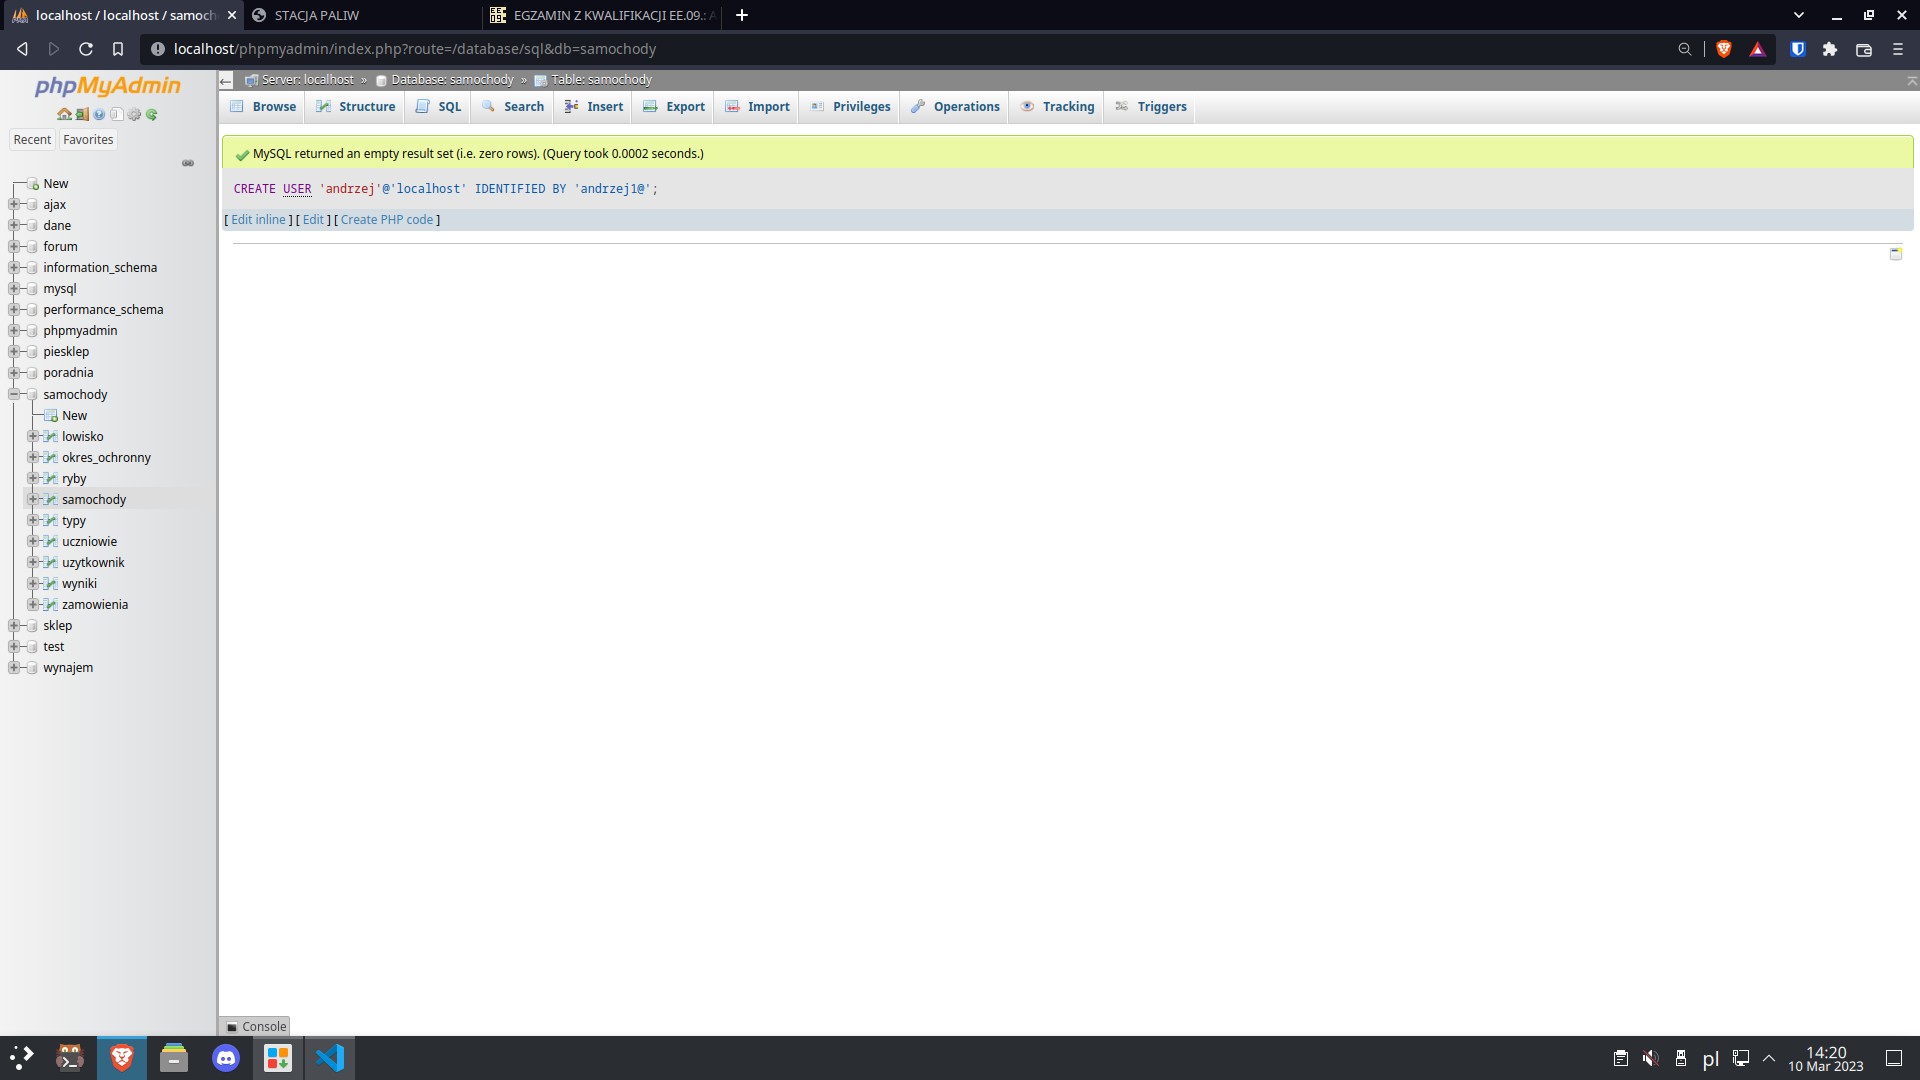 localhost / localhost / samoch
STACJA PALIW
EGZAMIN Z KWALIFIKACJI EE.09.:
localhost/phpmyadmin/index.php?route=/database/sql&db=samochody
phpMyAdmin
Recent
Favorites
New
ajax
dane
forum
information_schema
mysql
performance_schema
phpmyadmin
piesklep
poradnia
samochody
New
lowisko
okres_ochronny
ryby
samochody
typy
uczniowie
uzytkownik
wyniki
zamowienia
sklep
test
wynajem
Server: localhost » Database: samochody » Table: samochody
Browse Structure SQL Search Insert Export Import Privileges Operations Tracking Triggers
MySQL returned an empty result set (i.e. zero rows). (Query took 0.0002 seconds.)
CREATE USER 'andrzej'@'localhost' IDENTIFIED BY 'andrzej1@';
[ Edit inline ] [ Edit ] [ Create PHP code ]
Console
pl
14:20
10 Mar 2023